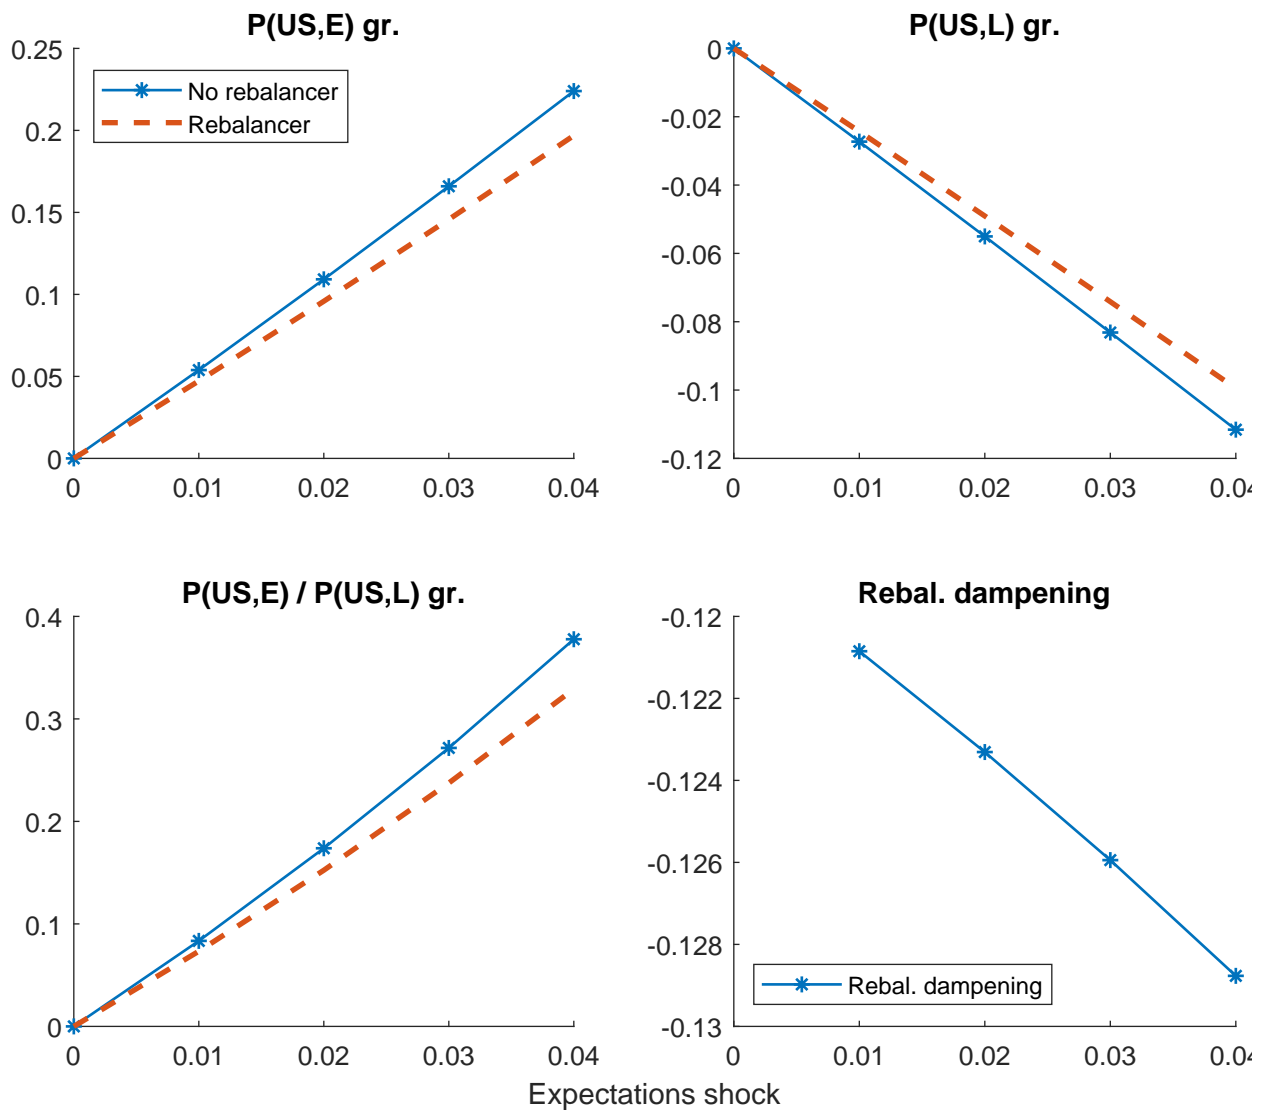 P(US,E) gr.
0.25
0.2
0.15
0.1
0.05
0
No rebalancer
Rebalancer
0 0.01 0.02 0.03 0.04
P(US,L) gr.
0
-0.02
-0.04
-0.06
-0.08
-0.1
-0.12
0 0.01 0.02 0.03 0.04
P(US,E) / P(US,L) gr.
0.4
0.3
0.2
0.1
0
0 0.01 0.02 0.03 0.04
Rebal. dampening
-0.12
-0.122
-0.124
-0.126
-0.128
-0.13
Rebal. dampening
0 0.01 0.02 0.03 0.04
Expectations shock